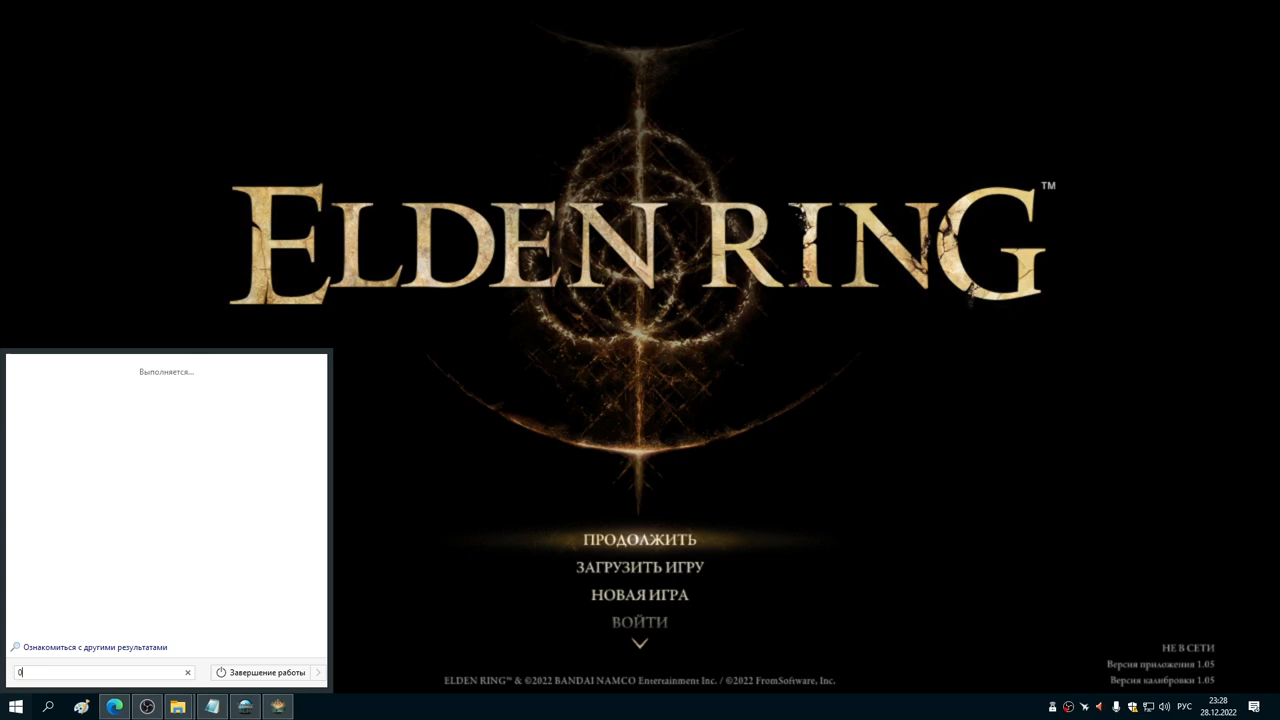 ELDEN RING™
Выполняется...
Ознакомиться с другими результатами
0
Завершение работы
ПРОДОЛЖИТЬ
ЗАГРУЗИТЬ ИГРУ
НОВАЯ ИГРА
ВОЙТИ
ELDEN RING™ & ©2022 BANDAI NAMCO Entertainment Inc. / ©2022 FromSoftware, Inc.
НЕ В СЕТИ
Версия приложения 1.05
Версия калибровки 1.05
РУС
23:28
28.12.2022